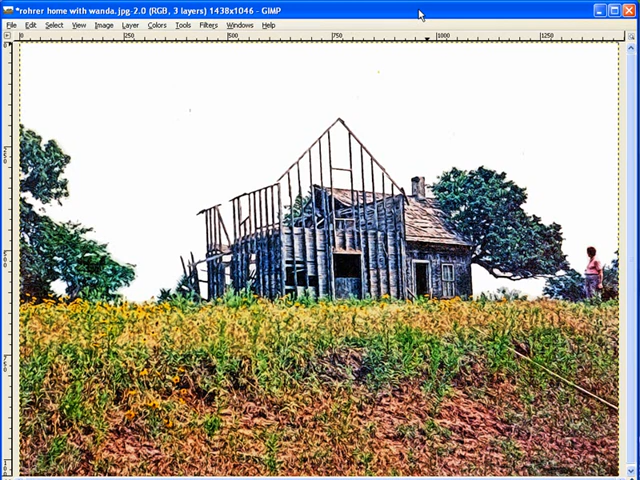 *rohrer home with wanda.jpg-2.0 (RGB, 3 layers) 1438x1046 - GIMP
File Edit Select View Image Layer Colors Tools Filters Windows Help
0 250 500 750 1000 1250